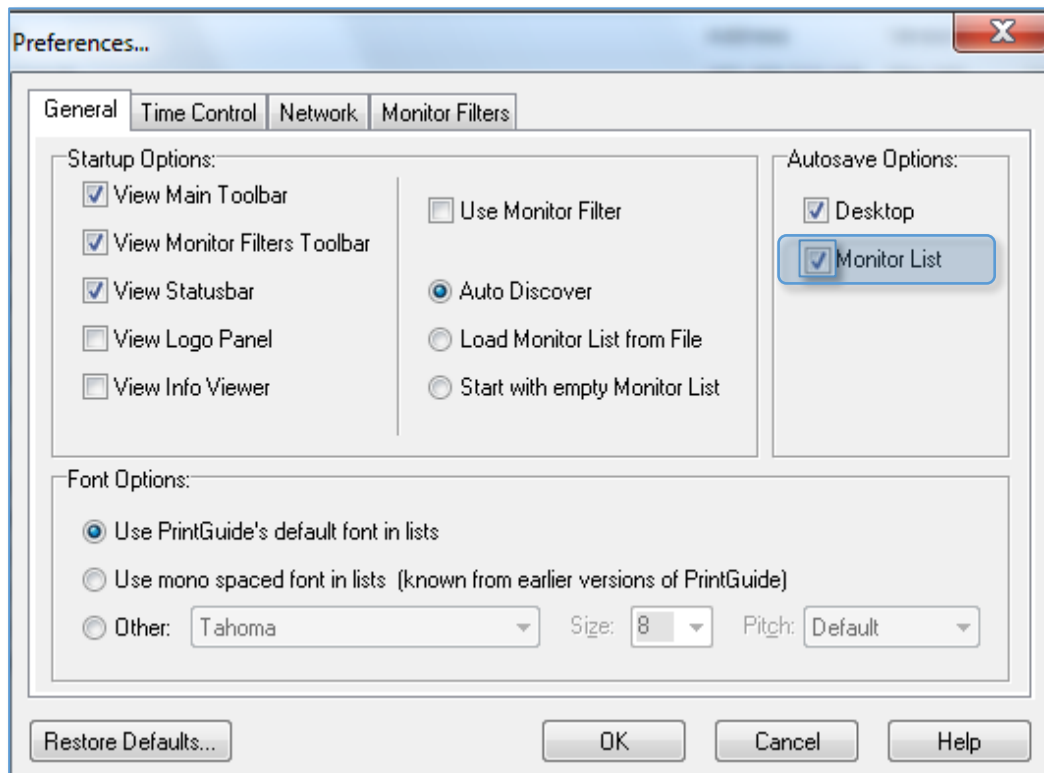 Preferences...
General
Time Control
Network
Monitor Filters
Startup Options:
View Main Toolbar
View Monitor Filters Toolbar
View Statusbar
View Logo Panel
View Info Viewer
Use Monitor Filter
Auto Discover
Load Monitor List from File
Start with empty Monitor List
Autosave Options:
Desktop
Monitor List
Font Options:
Use PrintGuide's default font in lists
Use mono spaced font in lists (known from earlier versions of PrintGuide)
Other: Tahoma Size: 8 Pitch: Default
Restore Defaults...
OK
Cancel
Help